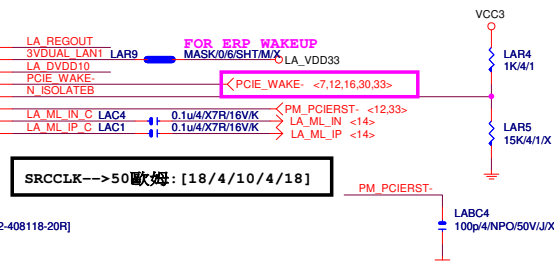 VCC3
LA_REGOUT
FOR ERP WAKEUP
3VDUAL_LAN1 LAR9 MASK/0/6/SHT/M/X LA_VDD33
LAR4
1K/4/1
LA_DVDD10
PCIE_WAKE- PCIE_WAKE- <7,12,16,30,33>
N_ISOLATEB
PM_PCIERST- <12,33>
LA_ML_IN_C LAC4 0.1u/4/X7R/16V/K LA_ML_IN <14>
LA_ML_IP_C LAC1 0.1u/4/X7R/16V/K LA_ML_IP <14>
LAR5
15K/4/1/X
SRCCLK-->50歐姆:[18/4/10/4/18]
PM_PCIERST-
LABC4
100p/4/NPO/50V/J/X
2-408118-20R]